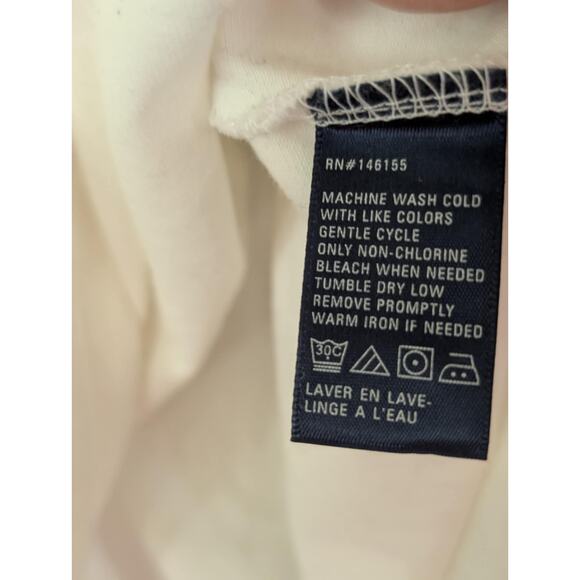 RN#146155
MACHINE WASH COLD
WITH LIKE COLORS
GENTLE CYCLE
ONLY NON-CHLORINE
BLEACH WHEN NEEDED
TUMBLE DRY LOW
REMOVE PROMPTLY
WARM IRON IF NEEDED
30C
LAVER EN LAVE-
LINGE A L'EAU